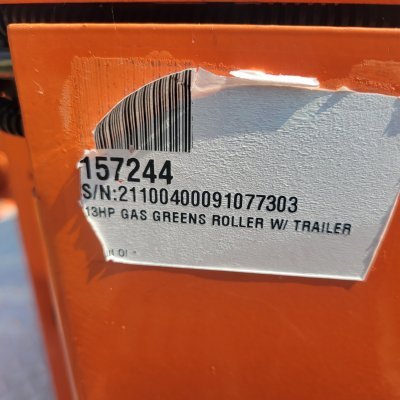 157244
S/N:21100400091077303
13HP GAS GREENS ROLLER W/ TRAILER